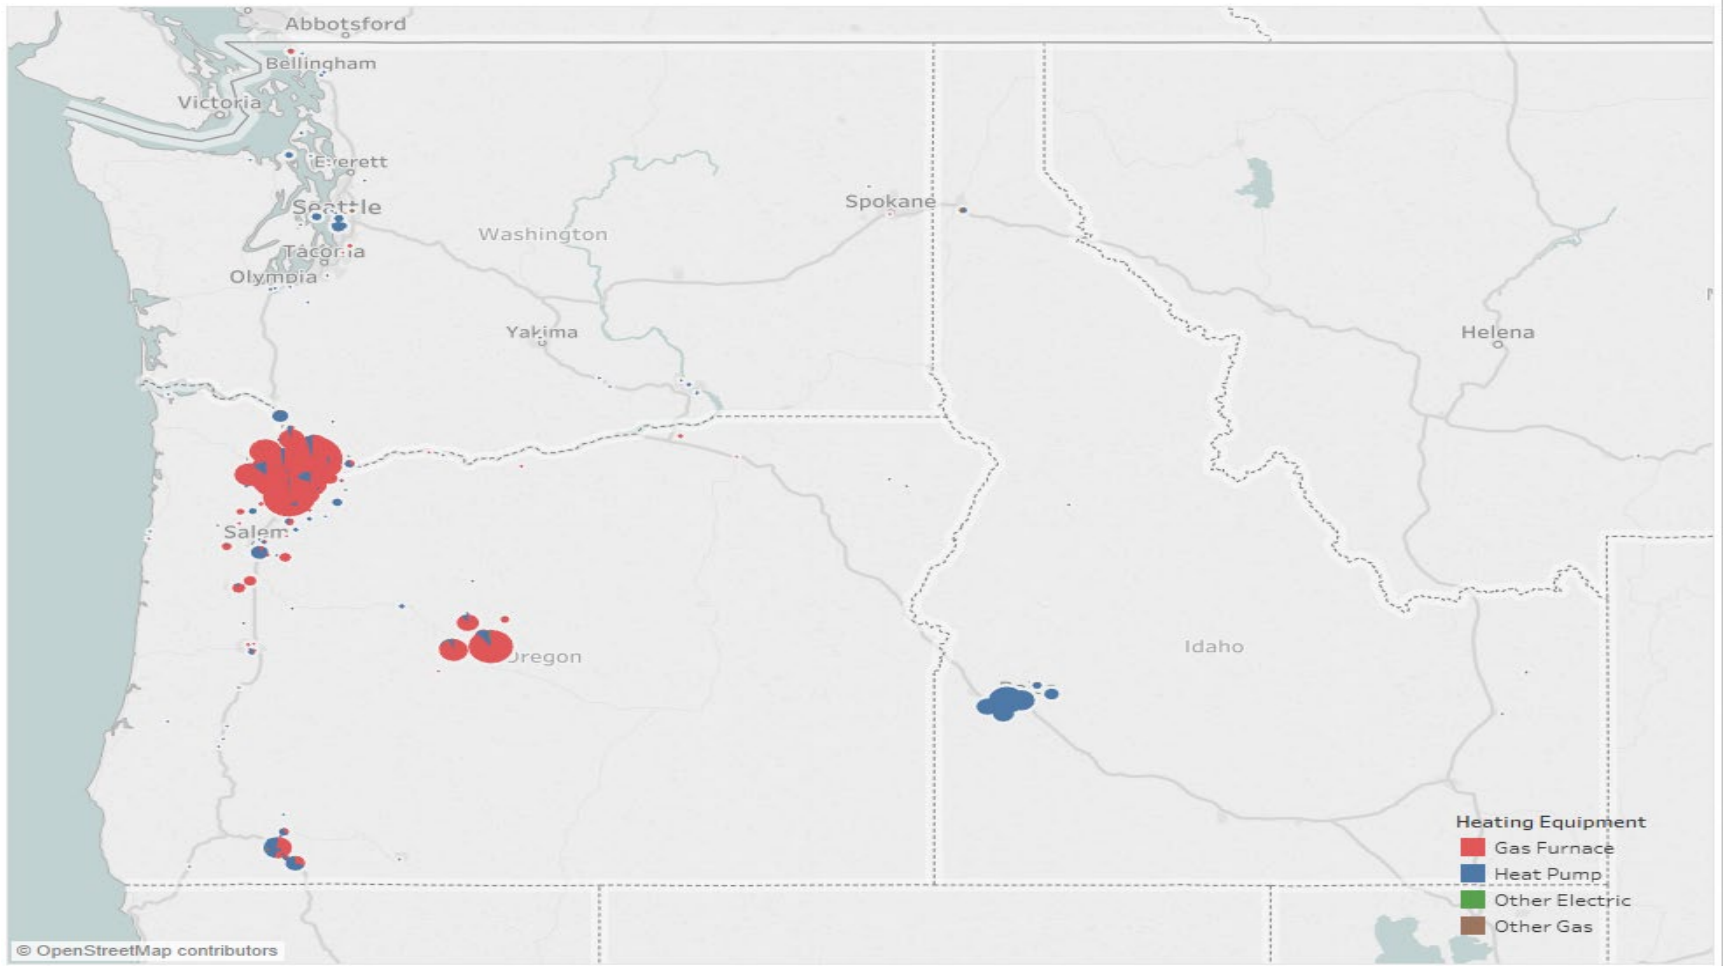 Abbotsford
Bellingham
Victoria
Everett
Seattle
Spokane
Washington
Tacoma
Olympia
Yakima
Helena
Salem
Oregon
Idaho
Heating Equipment
Gas Furnace
Heat Pump
Other Electric
Other Gas
© OpenStreetMap contributors